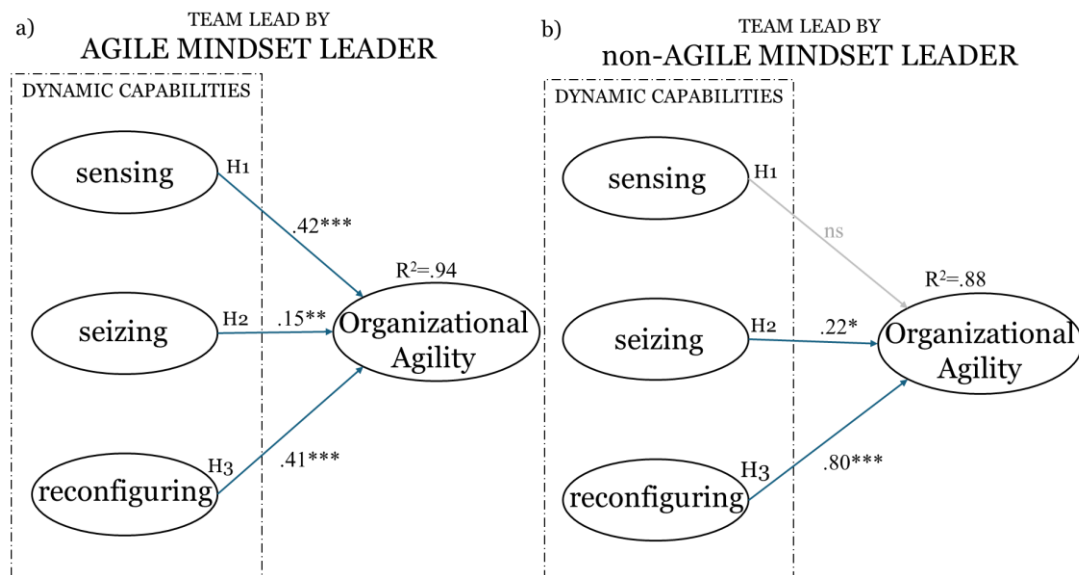 a)
TEAM LEAD BY
AGILE MINDSET LEADER
DYNAMIC CAPABILITIES
sensing
H1
.42***
R²=.94
seizing
H2
.15**
Organizational
Agility
.41***
H3
reconfiguring
b)
TEAM LEAD BY
non-AGILE MINDSET LEADER
DYNAMIC CAPABILITIES
sensing
H1
ns
R²=.88
seizing
H2
.22*
Organizational
Agility
.80***
H3
reconfiguring